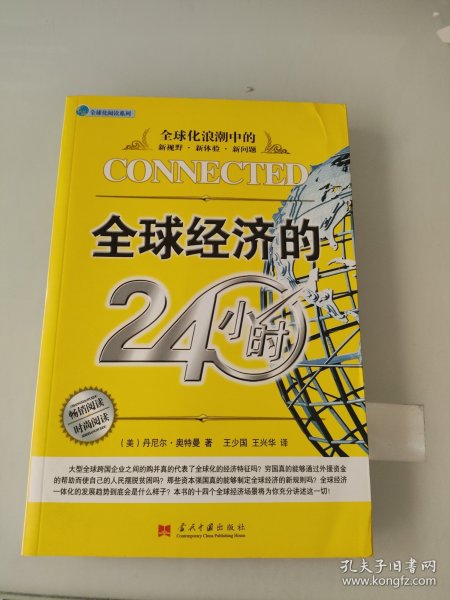 全球化阅读系列
全球化浪潮中的
新视野·新体验·新问题
CONNECTED
全球经济的
24小时
畅销阅读
时尚阅读
（美）丹尼尔·奥特曼 著 王少国 王兴华 译
大型全球跨国企业之间的购并真的代表了全球化的经济特征吗？穷国真的能够通过外援资金
的帮助而使自己的人民摆脱贫困吗？那些资本强国真的能够制定全球经济的新规则吗？全球经济
一体化的发展趋势到底会是什么样子？本书的十四个全球经济场景将为你充分讲述这一切！
当代中国出版社
Contemporary China Publishing House
孔夫子旧书网
www.kongfz.com